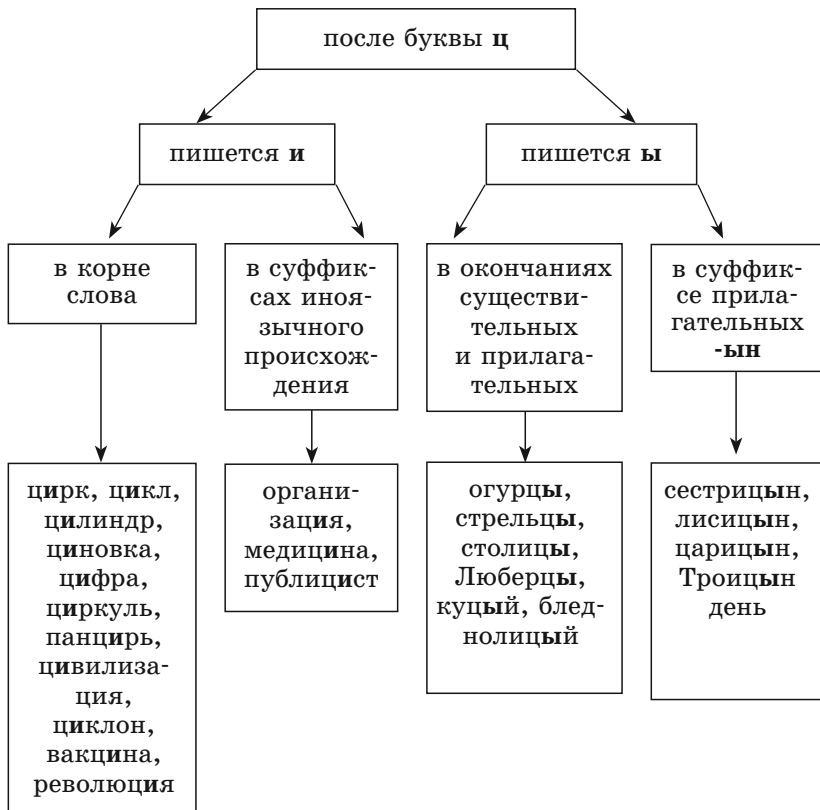 после буквы ц
пишется и
пишется ы
в корне
слова
в суффик-
сах иноя-
зычного
происхож-
дения
в окончаниях
существи-
тельных
и прилага-
тельных
в суффик-
се прила-
гательных
-ын
цирк, цикл,
цилиндр,
циновка,
цифра,
циркуль,
панцирь,
цивилиза-
ция,
циклон,
вакцина,
революция
органи-
зация,
медицина,
публицист
огурцы,
стрельцы,
столицы,
Люберцы,
куцый, блед-
нолицый
сестрицын,
лисицын,
царицын,
Троицын
день